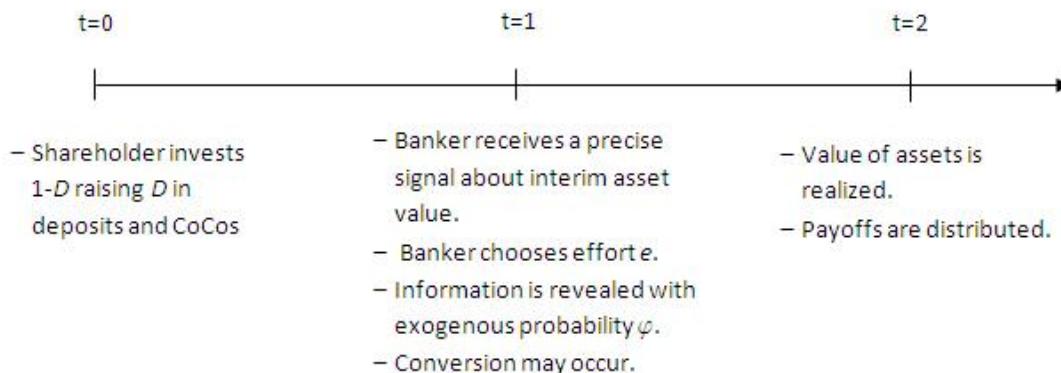 t=0
t=1
t=2
– Shareholder invests
1-D raising D in
deposits and CoCos
– Banker receives a precise
signal about interim asset
value.
– Banker chooses effort e.
– Information is revealed with
exogenous probability φ.
– Conversion may occur.
– Value of assets is
realized.
– Payoffs are distributed.